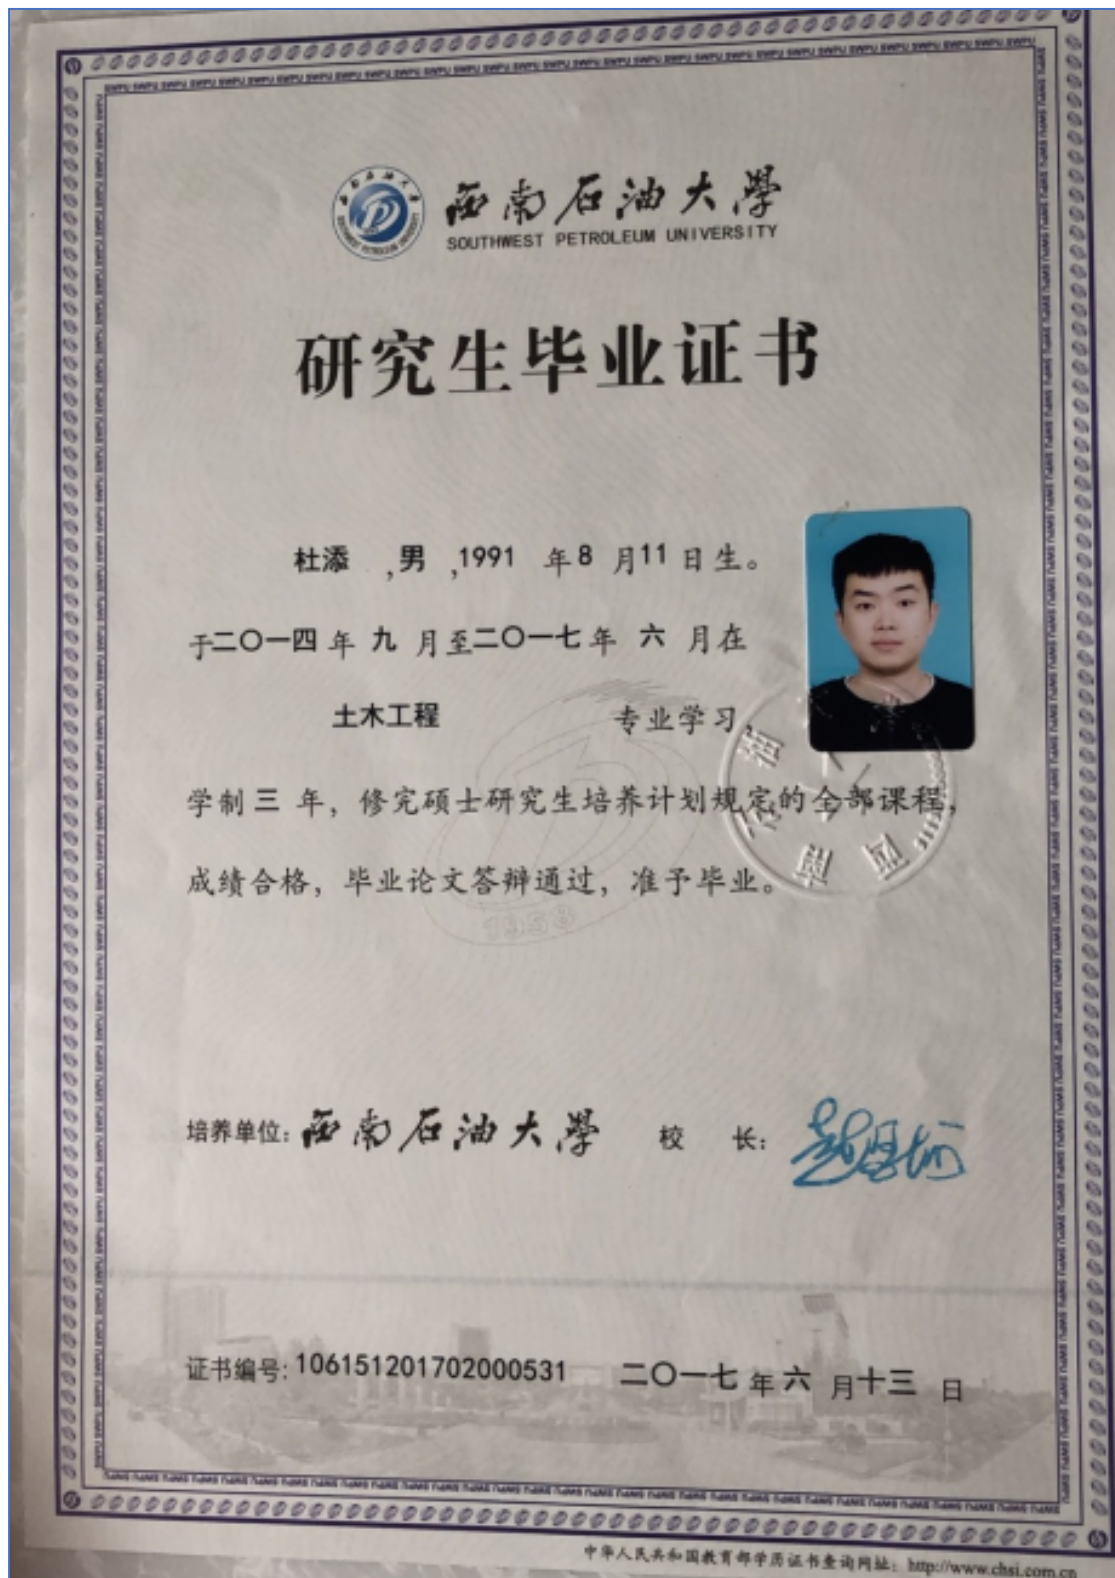 西南石油大學
SOUTHWEST PETROLEUM UNIVERSITY
研究生毕业证书
杜添 ,男 ,1991 年8 月11日生。
于二〇一四年 九 月至二〇一七年 六 月在
土木工程 专业学习,
学制三 年，修完硕士研究生培养计划规定的全部课程，
成绩合格，毕业论文答辩通过，准予毕业。
1958
培养单位: 西南石油大學 校 长:
证书编号: 106151201702000531 二〇一七年六 月十三 日
中华人民共和国教育部学历证书查询网址: http://www.chsi.com.cn